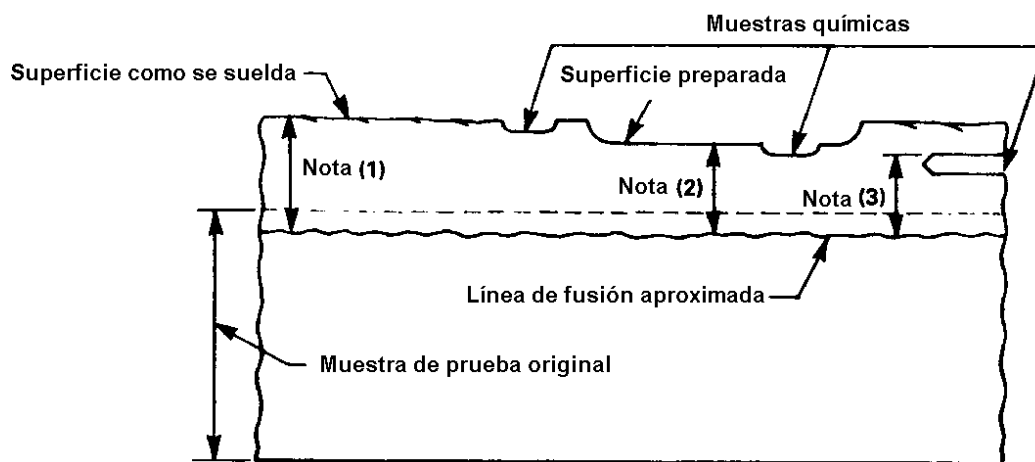 Muestras químicas
Superficie como se suelda
Superficie preparada
Nota (1)
Nota (2)
Nota (3)
Línea de fusión aproximada
Muestra de prueba original